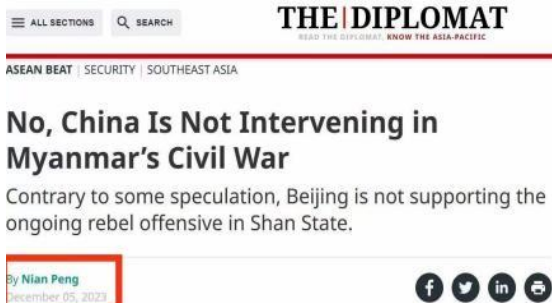 ALL SECTIONS SEARCH THE|DIPLOMAT
READ THE DIPLOMAT, KNOW THE ASIA-PACIFIC
ASEAN BEAT | SECURITY | SOUTHEAST ASIA
No, China Is Not Intervening in
Myanmar's Civil War
Contrary to some speculation, Beijing is not supporting the
ongoing rebel offensive in Shan State.
By Nian Peng
December 05, 2023